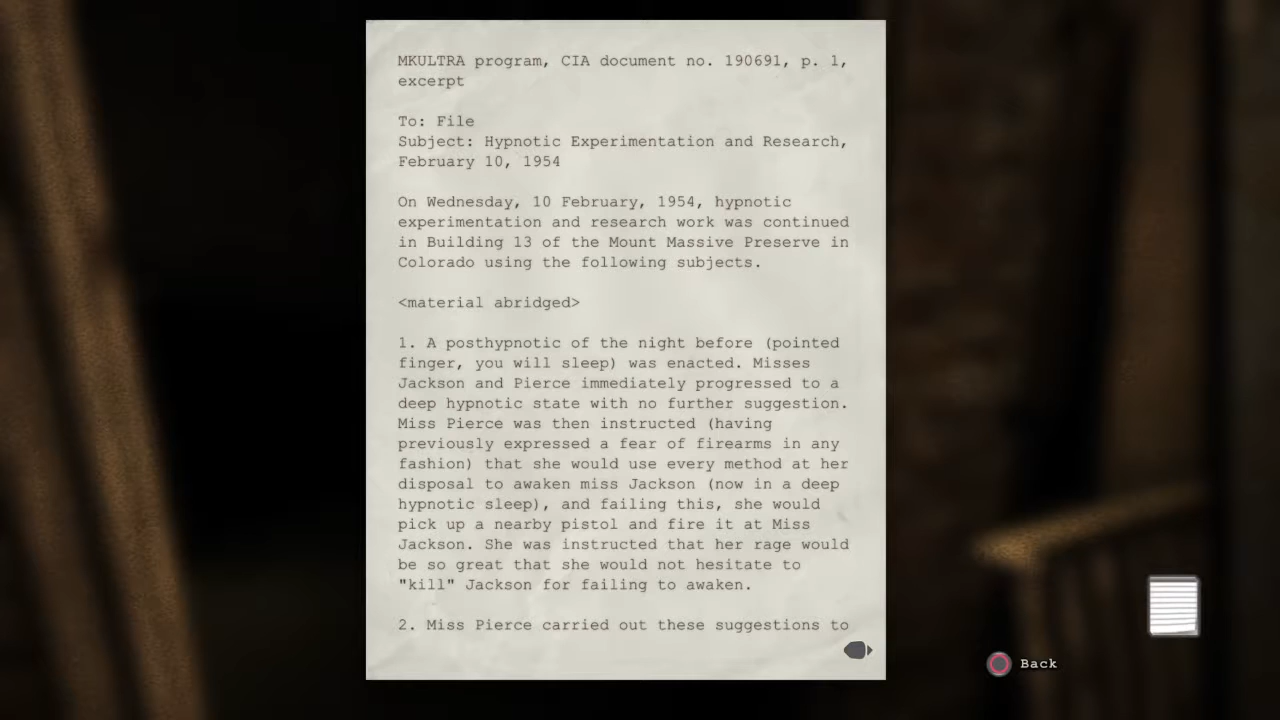 MKULTRA program, CIA document no. 190691, p. 1,
excerpt
To: File
Subject: Hypnotic Experimentation and Research,
February 10, 1954
On Wednesday, 10 February, 1954, hypnotic
experimentation and research work was continued
in Building 13 of the Mount Massive Preserve in
Colorado using the following subjects.
<material abridged>
1. A posthypnotic of the night before (pointed
finger, you will sleep) was enacted. Misses
Jackson and Pierce immediately progressed to a
deep hypnotic state with no further suggestion.
Miss Pierce was then instructed (having
previously expressed a fear of firearms in any
fashion) that she would use every method at her
disposal to awaken miss Jackson (now in a deep
hypnotic sleep), and failing this, she would
pick up a nearby pistol and fire it at Miss
Jackson. She was instructed that her rage would
be so great that she would not hesitate to
"kill" Jackson for failing to awaken.
2. Miss Pierce carried out these suggestions to
Back